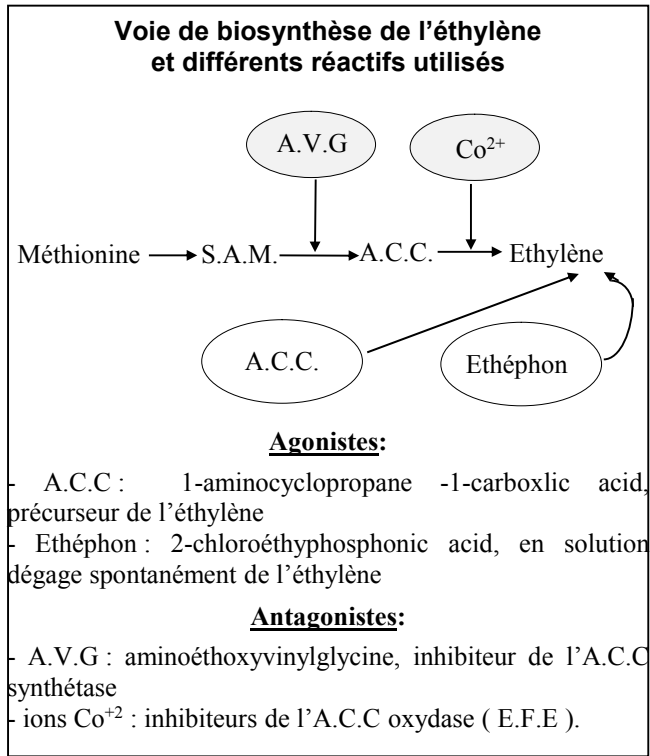 Voie de biosynthèse de l'éthylène
et différents réactifs utilisés
A.V.G
Co²⁺
Méthionine S.A.M. A.C.C. Ethylène
A.C.C.
Ethéphon
Agonistes:
- A.C.C : 1-aminocyclopropane -1-carboxlic acid,
précurseur de l'éthylène
- Ethéphon : 2-chloroéthyphosphonic acid, en solution
dégage spontanément de l'éthylène
Antagonistes:
- A.V.G : aminoéthoxyvinylglycine, inhibiteur de l'A.C.C
synthétase
- ions Co⁺² : inhibiteurs de l'A.C.C oxydase ( E.F.E ).